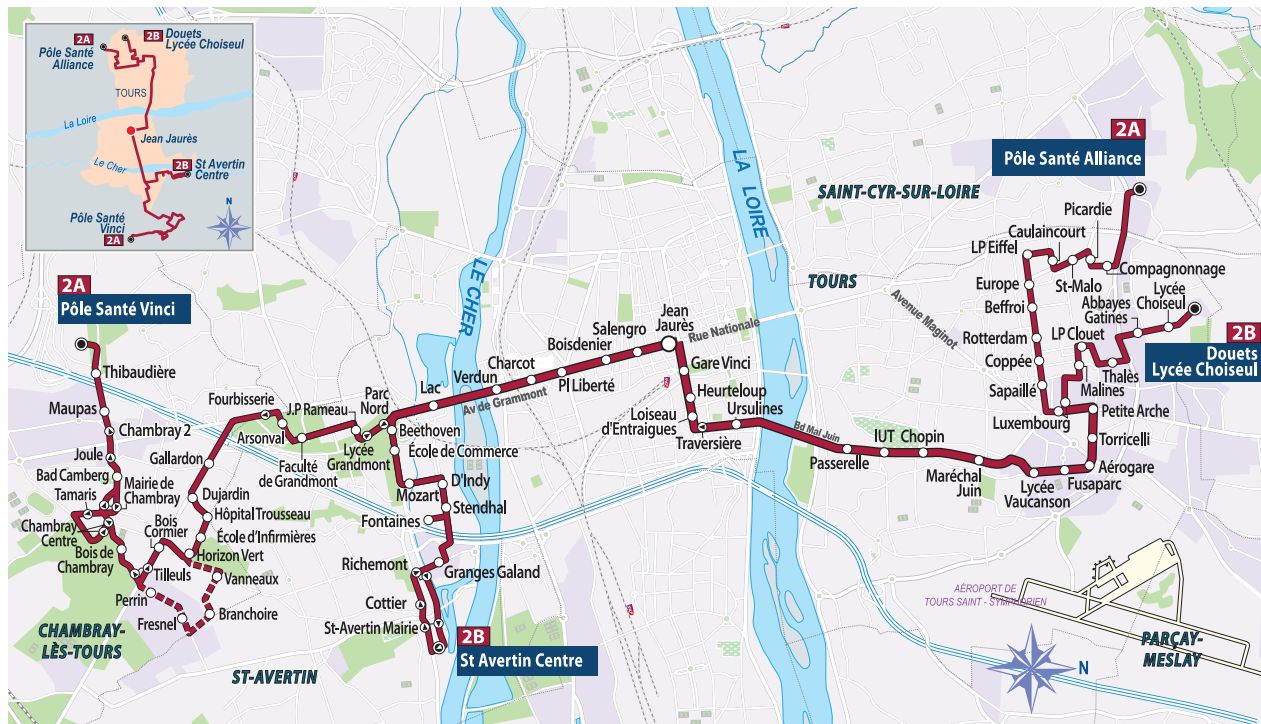 2A
Pôle Santé
Alliance
2B
Douets
Lycée Choiseul
TOURS
La Loire
Jean Jaurès
Le Cher
2B
St Avertin
Centre
Pôle Santé
Vinci
2A
N
2A
Pôle Santé Vinci
Thibaudière
Maupas
Chambray 2
Joule
Bad Camberg
Tamaris
Mairie de
Chambray
Chambray
Centre
Bois de
Chambray
Tilleuls
Bois
Cormier
Perrin
Fresnel
Branchoire
Vanneaux
Horizon Vert
École d'Infirmières
Hôpital Trousseau
Dujardin
Gallardon
Fourbisserie
Arsonval
J.P Rameau
Faculté
de Grandmont
Lycée
Grandmont
Parc
Nord
Beethoven
École de Commerce
Mozart
D'Indy
Stendhal
Fontaines
Richemont
Granges Galand
Cottier
St-Avertin Mairie
2B
St Avertin Centre
CHAMBRAY-
LÈS-TOURS
ST-AVERTIN
LE CHER
Lac
Verdun
Av de Grammont
Charcot
Pl Liberté
Boisdenier
Salengro
Jean
Jaurès
Rue Nationale
Gare Vinci
Heurteloup
Loiseau
d'Entraigues
Traversière
Ursulines
LA LOIRE
Bd Mal Juin
Passerelle
IUT
Chopin
Maréchal
Juin
Lycée
Vaucanson
Fusaparc
Aérogare
Torricelli
Petite Arche
Luxembourg
Malines
LP Clouet
Thalès
Abbayes
Gatines
Lycée
Choiseul
2B
Douets
Lycée Choiseul
Sapaillé
Coppée
Rotterdam
Beffroi
Europe
LP Eiffel
Caulaincourt
St-Malo
Picardie
Compagnonnage
2A
Pôle Santé Alliance
SAINT-CYR-SUR-LOIRE
TOURS
Avenue Maginot
AÉROPORT DE
TOURS SAINT - SYMPHORIEN
PARÇAY-
MESLAY
N